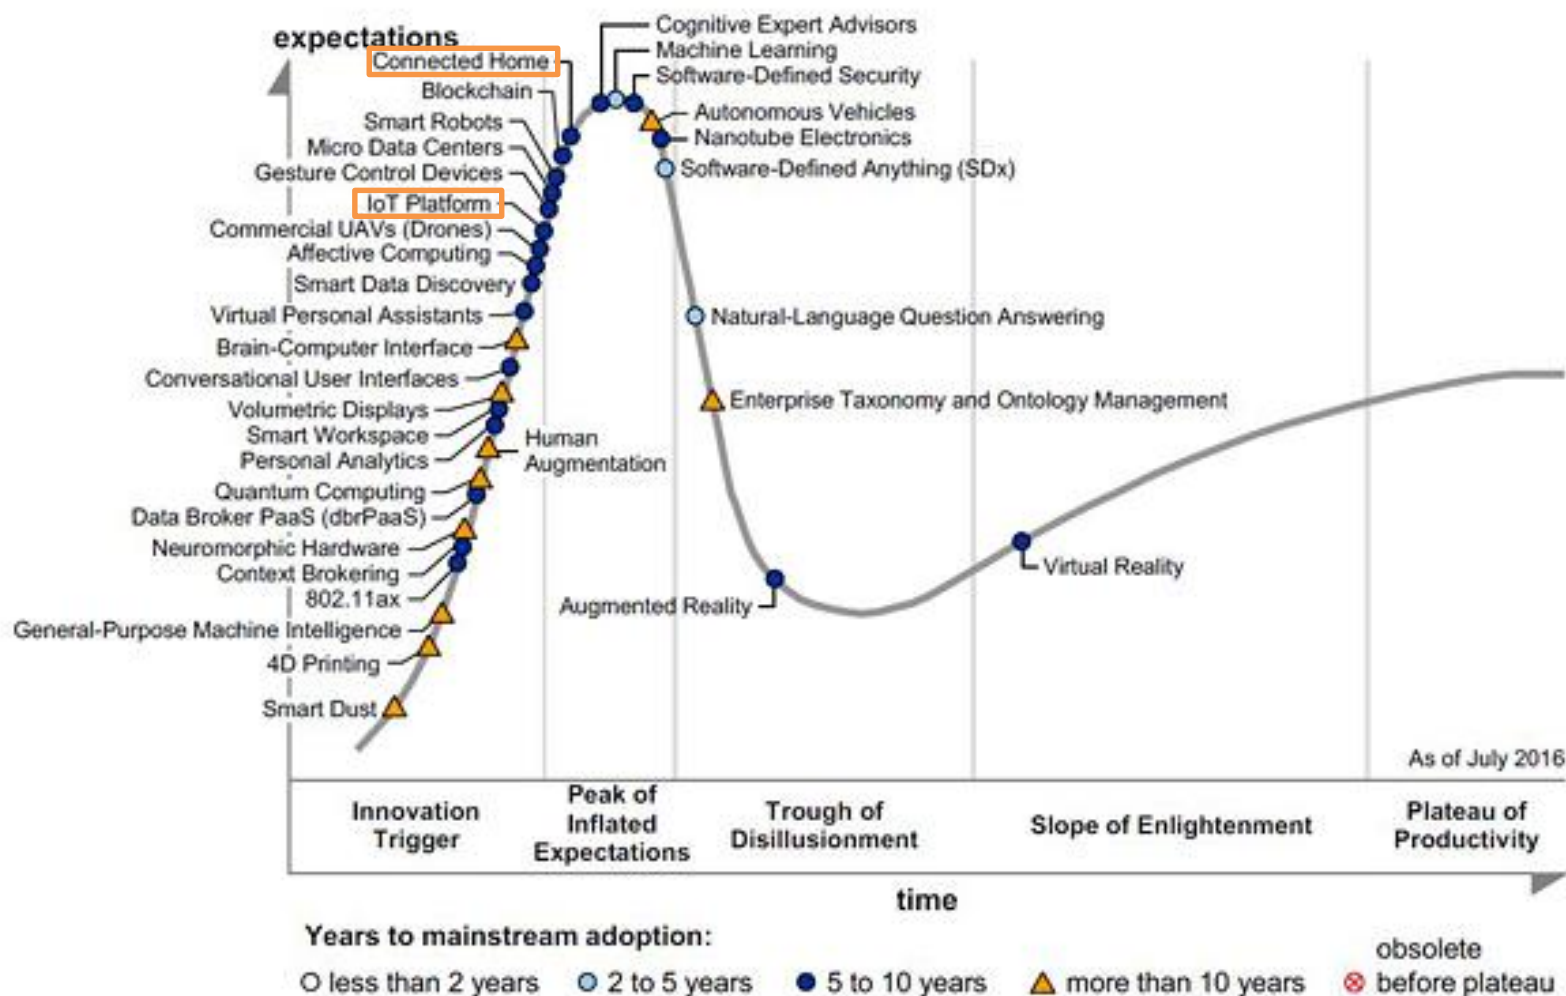 expectations
Connected Home
Blockchain
Smart Robots
Micro Data Centers
Gesture Control Devices
IoT Platform
Commercial UAVs (Drones)
Affective Computing
Smart Data Discovery
Virtual Personal Assistants
Brain-Computer Interface
Conversational User Interfaces
Volumetric Displays
Smart Workspace
Personal Analytics
Quantum Computing
Data Broker PaaS (dbrPaaS)
Neuromorphic Hardware
Context Brokering
802.11ax
General-Purpose Machine Intelligence
4D Printing
Smart Dust
Human
Augmentation
Cognitive Expert Advisors
Machine Learning
Software-Defined Security
Autonomous Vehicles
Nanotube Electronics
Software-Defined Anything (SDx)
Natural-Language Question Answering
Enterprise Taxonomy and Ontology Management
Augmented Reality
Virtual Reality
As of July 2016
Innovation
Trigger
Peak of
Inflated
Expectations
Trough of
Disillusionment
Slope of Enlightenment
Plateau of
Productivity
time
Years to mainstream adoption:
less than 2 years
2 to 5 years
5 to 10 years
more than 10 years
obsolete
before plateau